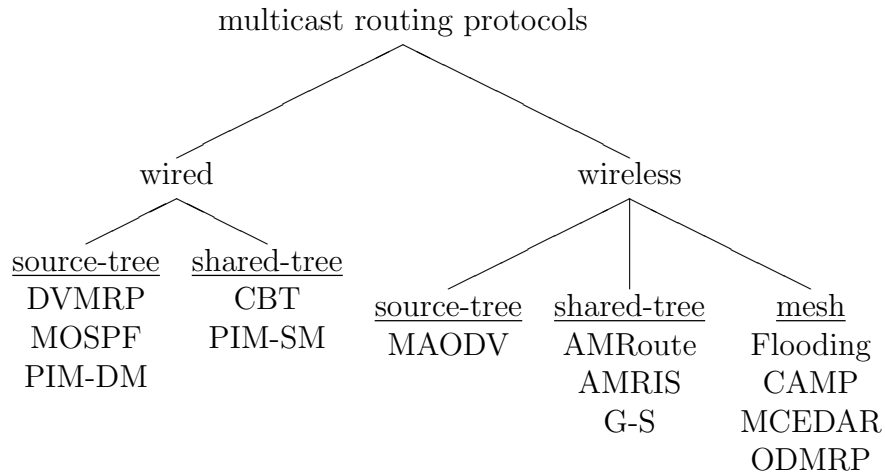 multicast routing protocols
wired
wireless
source-tree
DVMRP
MOSPF
PIM-DM
shared-tree
CBT
PIM-SM
source-tree
MAODV
shared-tree
AMRoute
AMRIS
G-S
mesh
Flooding
CAMP
MCEDAR
ODMRP